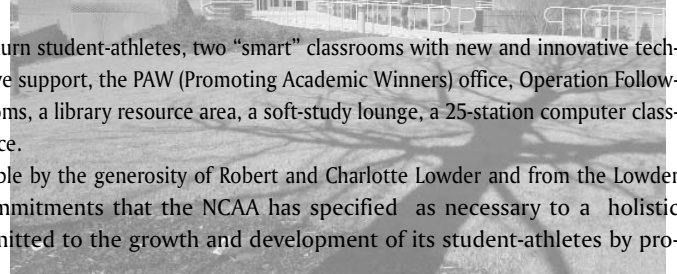 urn student-athletes, two “smart” classrooms with new and innovative tech-
ve support, the PAW (Promoting Academic Winners) office, Operation Follow-
oms, a library resource area, a soft-study lounge, a 25-station computer class-
ce.
ble by the generosity of Robert and Charlotte Lowder and from the Lowder
mmitments that the NCAA has specified as necessary to a holistic
mitted to the growth and development of its student-athletes by pro-